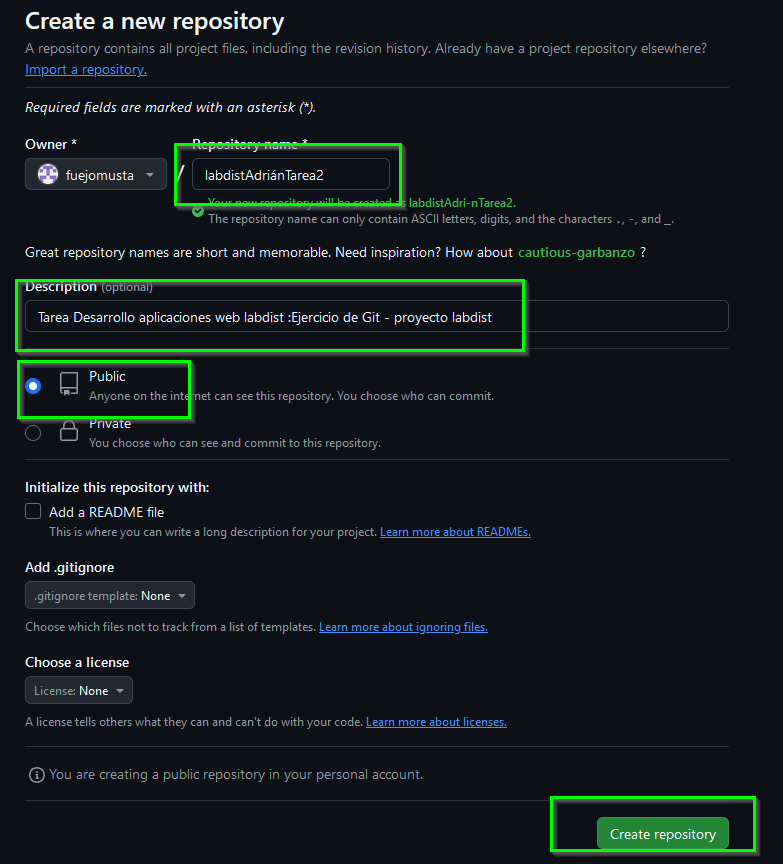 Create a new repository
A repository contains all project files, including the revision history. Already have a project repository elsewhere?
Import a repository.
Required fields are marked with an asterisk (*).
Owner *
Repository name *
fuejomusta
/
labdistAdriánTarea2
Your new repository will be created as labdistAdri-nTarea2.
The repository name can only contain ASCII letters, digits, and the characters ., -, and _.
Great repository names are short and memorable. Need inspiration? How about cautious-garbanzo ?
Description (optional)
Tarea Desarrollo aplicaciones web labdist :Ejercicio de Git - proyecto labdist
Public
Anyone on the internet can see this repository. You choose who can commit.
Private
You choose who can see and commit to this repository.
Initialize this repository with:
Add a README file
This is where you can write a long description for your project. Learn more about READMEs.
Add .gitignore
.gitignore template: None
Choose which files not to track from a list of templates. Learn more about ignoring files.
Choose a license
License: None
A license tells others what they can and can't do with your code. Learn more about licenses.
You are creating a public repository in your personal account.
Create repository